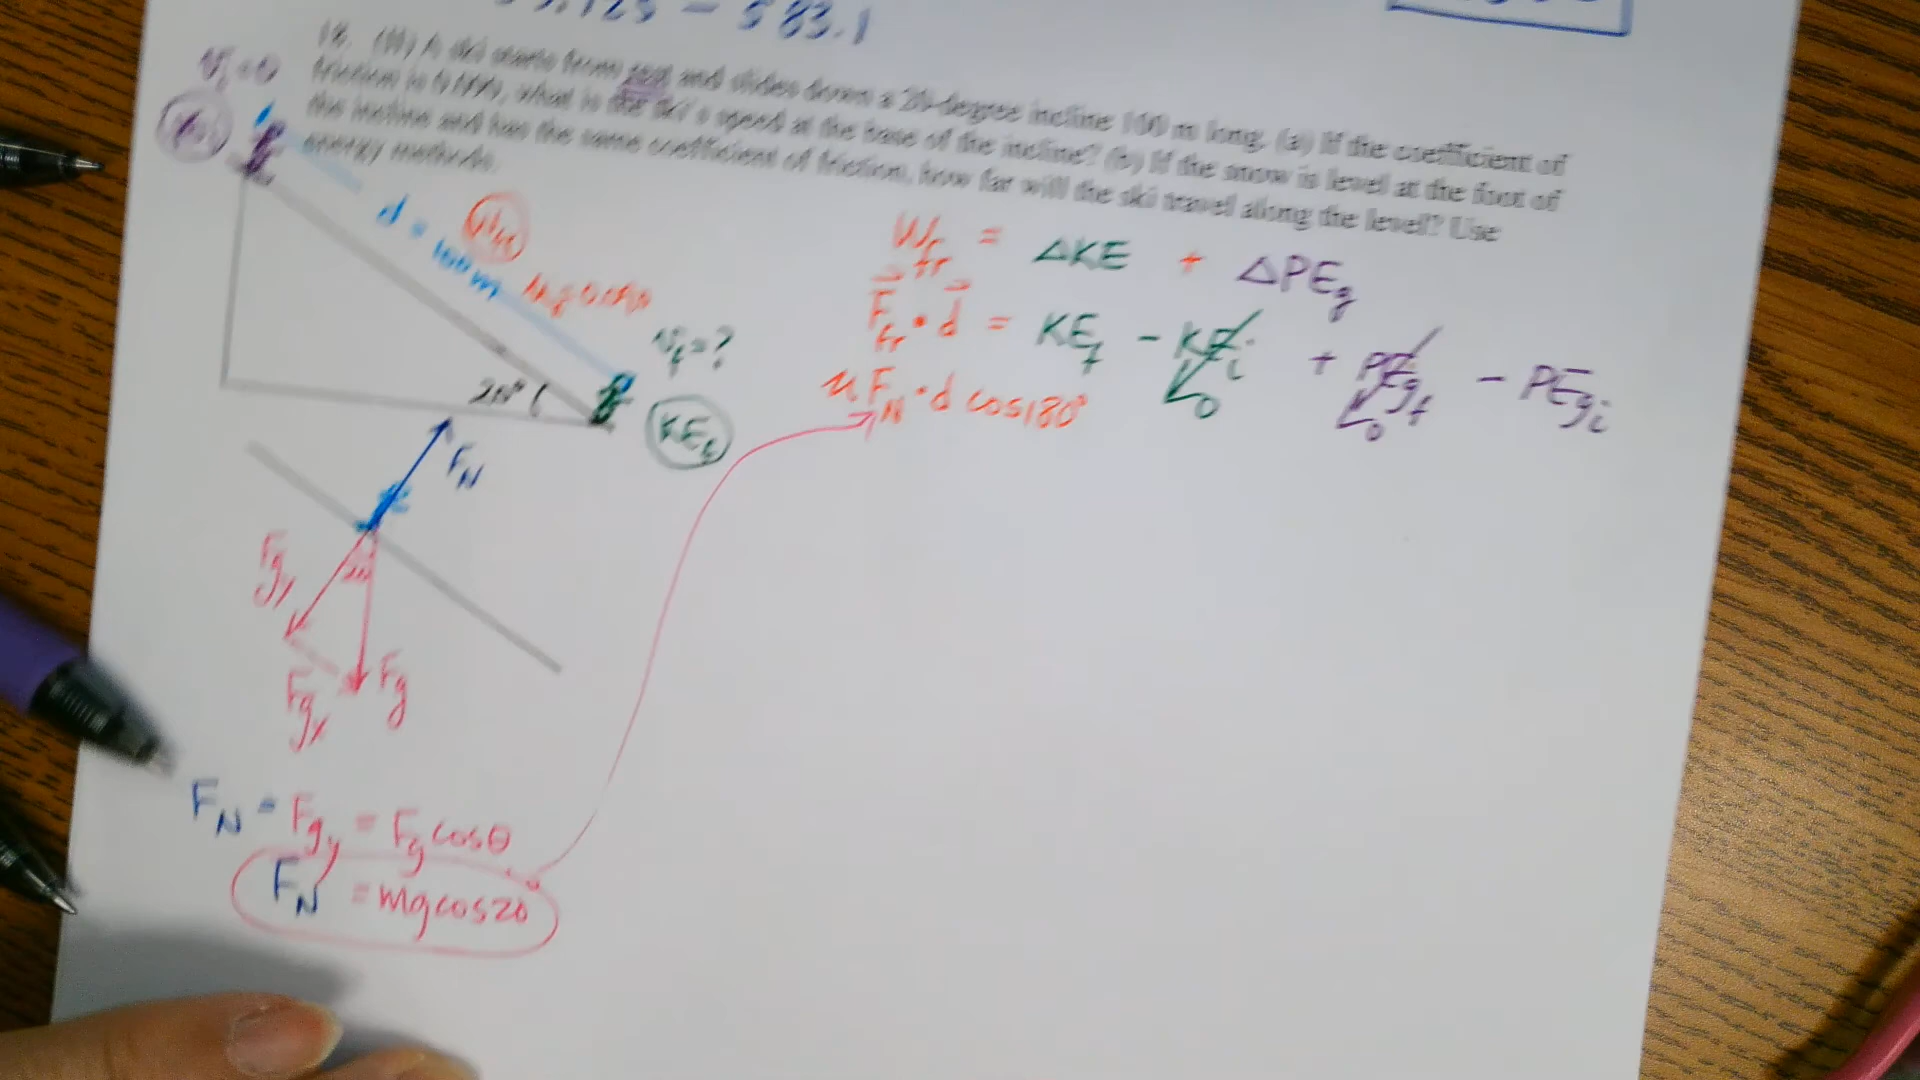 583.1
18. (II) A ski starts from rest and slides down a 20-degree incline 100 m long. (a) If the coefficient of
friction is 0.090, what is the ski's speed at the base of the incline? (b) If the snow is level at the foot of
the incline and has the same coefficient of friction, how far will the ski travel along the level? Use
energy methods.
Vi = 0
d = 100 m
Vf = ?
20°
KEf
Wfr = ΔKE + ΔPEg
Ffr · d = KEf - KEi + PEgf - PEgi
0
0
μFN · d cos180°
FN
20
Fgy
Fg
Fgx
FN = Fgy = Fg cosθ
FN = mg cos20